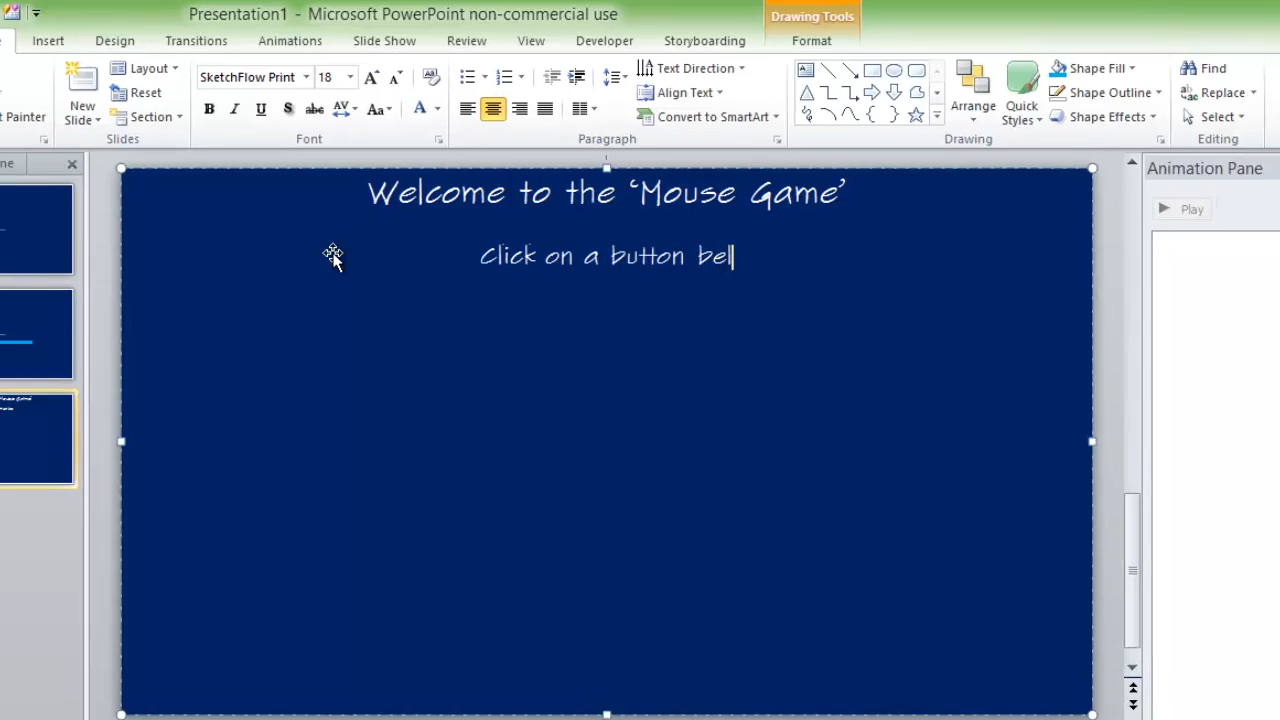 Presentation1 - Microsoft PowerPoint non-commercial use
Drawing Tools
Insert Design Transitions Animations Slide Show Review View Developer Storyboarding Format
New Slide
Layout
Reset
Section
SketchFlow Print 18
Text Direction
Align Text
Convert to SmartArt
Arrange
Quick Styles
Shape Fill
Shape Outline
Shape Effects
Find
Replace
Select
t Painter
Slides Font Paragraph Drawing Editing
Animation Pane
Play
Welcome to the ‘Mouse Game’
Click on a button bel